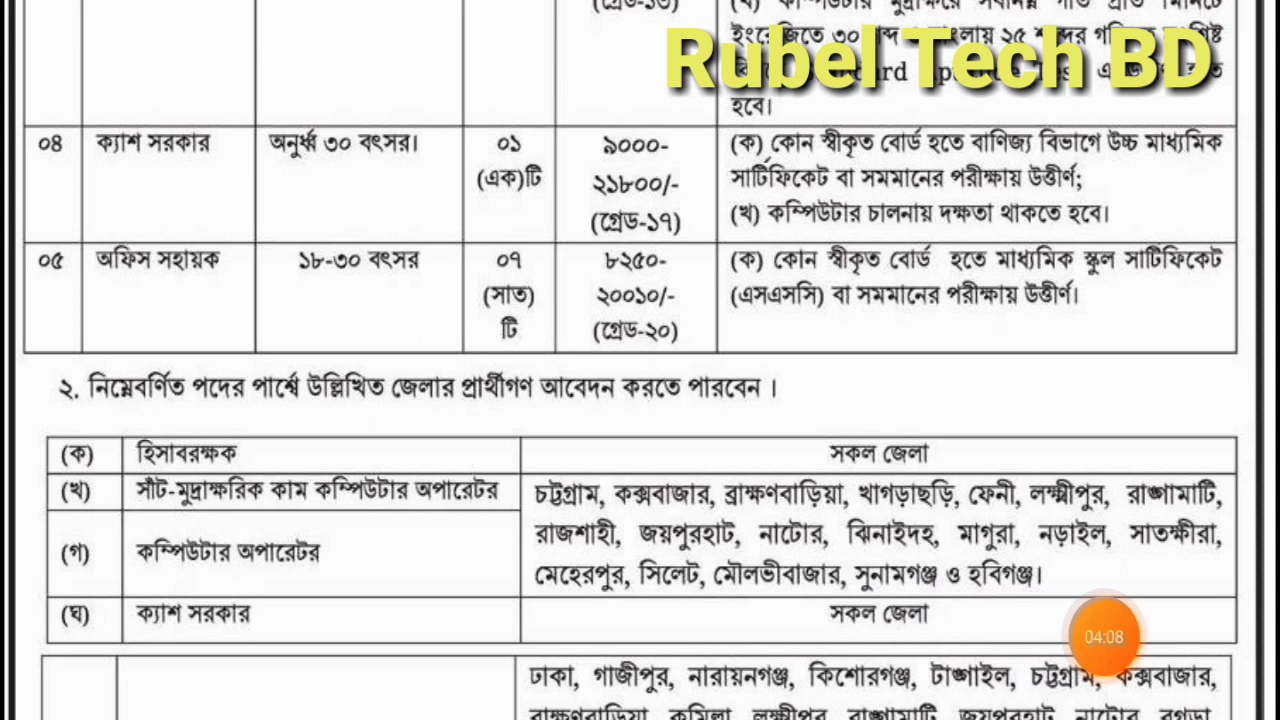 (গ্রেড-১৩)
Rubel Tech BD
হবে।
০৪ ক্যাশ সরকার অনুর্ধ্ব ৩০ বৎসর। ০১ (এক)টি ৯০০০-২১৮০০/- (গ্রেড-১৭) (ক) কোন স্বীকৃত বোর্ড হতে বাণিজ্য বিভাগে উচ্চ মাধ্যমিক
সার্টিফিকেট বা সমমানের পরীক্ষায় উত্তীর্ণ;
(খ) কম্পিউটার চালনায় দক্ষতা থাকতে হবে।
০৫ অফিস সহায়ক ১৮-৩০ বৎসর ০৭ (সাত) টি ৮২৫০-২০০১০/- (গ্রেড-২০) (ক) কোন স্বীকৃত বোর্ড হতে মাধ্যমিক স্কুল সার্টিফিকেট
(এসএসসি) বা সমমানের পরীক্ষায় উত্তীর্ণ।
২. নিম্নেবর্ণিত পদের পার্শ্বে উল্লিখিত জেলার প্রার্থীগণ আবেদন করতে পারবেন।
(ক) হিসাবরক্ষক সকল জেলা
(খ) সাঁট-মুদ্রাক্ষরিক কাম কম্পিউটার অপারেটর চট্টগ্রাম, কক্সবাজার, ব্রাক্ষণবাড়িয়া, খাগড়াছড়ি, ফেনী, লক্ষ্মীপুর, রাঙ্গামাটি,
রাজশাহী, জয়পুরহাট, নাটোর, ঝিনাইদহ, মাগুরা, নড়াইল, সাতক্ষীরা,
(গ) কম্পিউটার অপারেটর মেহেরপুর, সিলেট, মৌলভীবাজার, সুনামগঞ্জ ও হবিগঞ্জ।
(ঘ) ক্যাশ সরকার সকল জেলা
04:08
ঢাকা, গাজীপুর, নারায়নগঞ্জ, কিশোরগঞ্জ, টাঙ্গাইল, চট্টগ্রাম, কক্সবাজার,